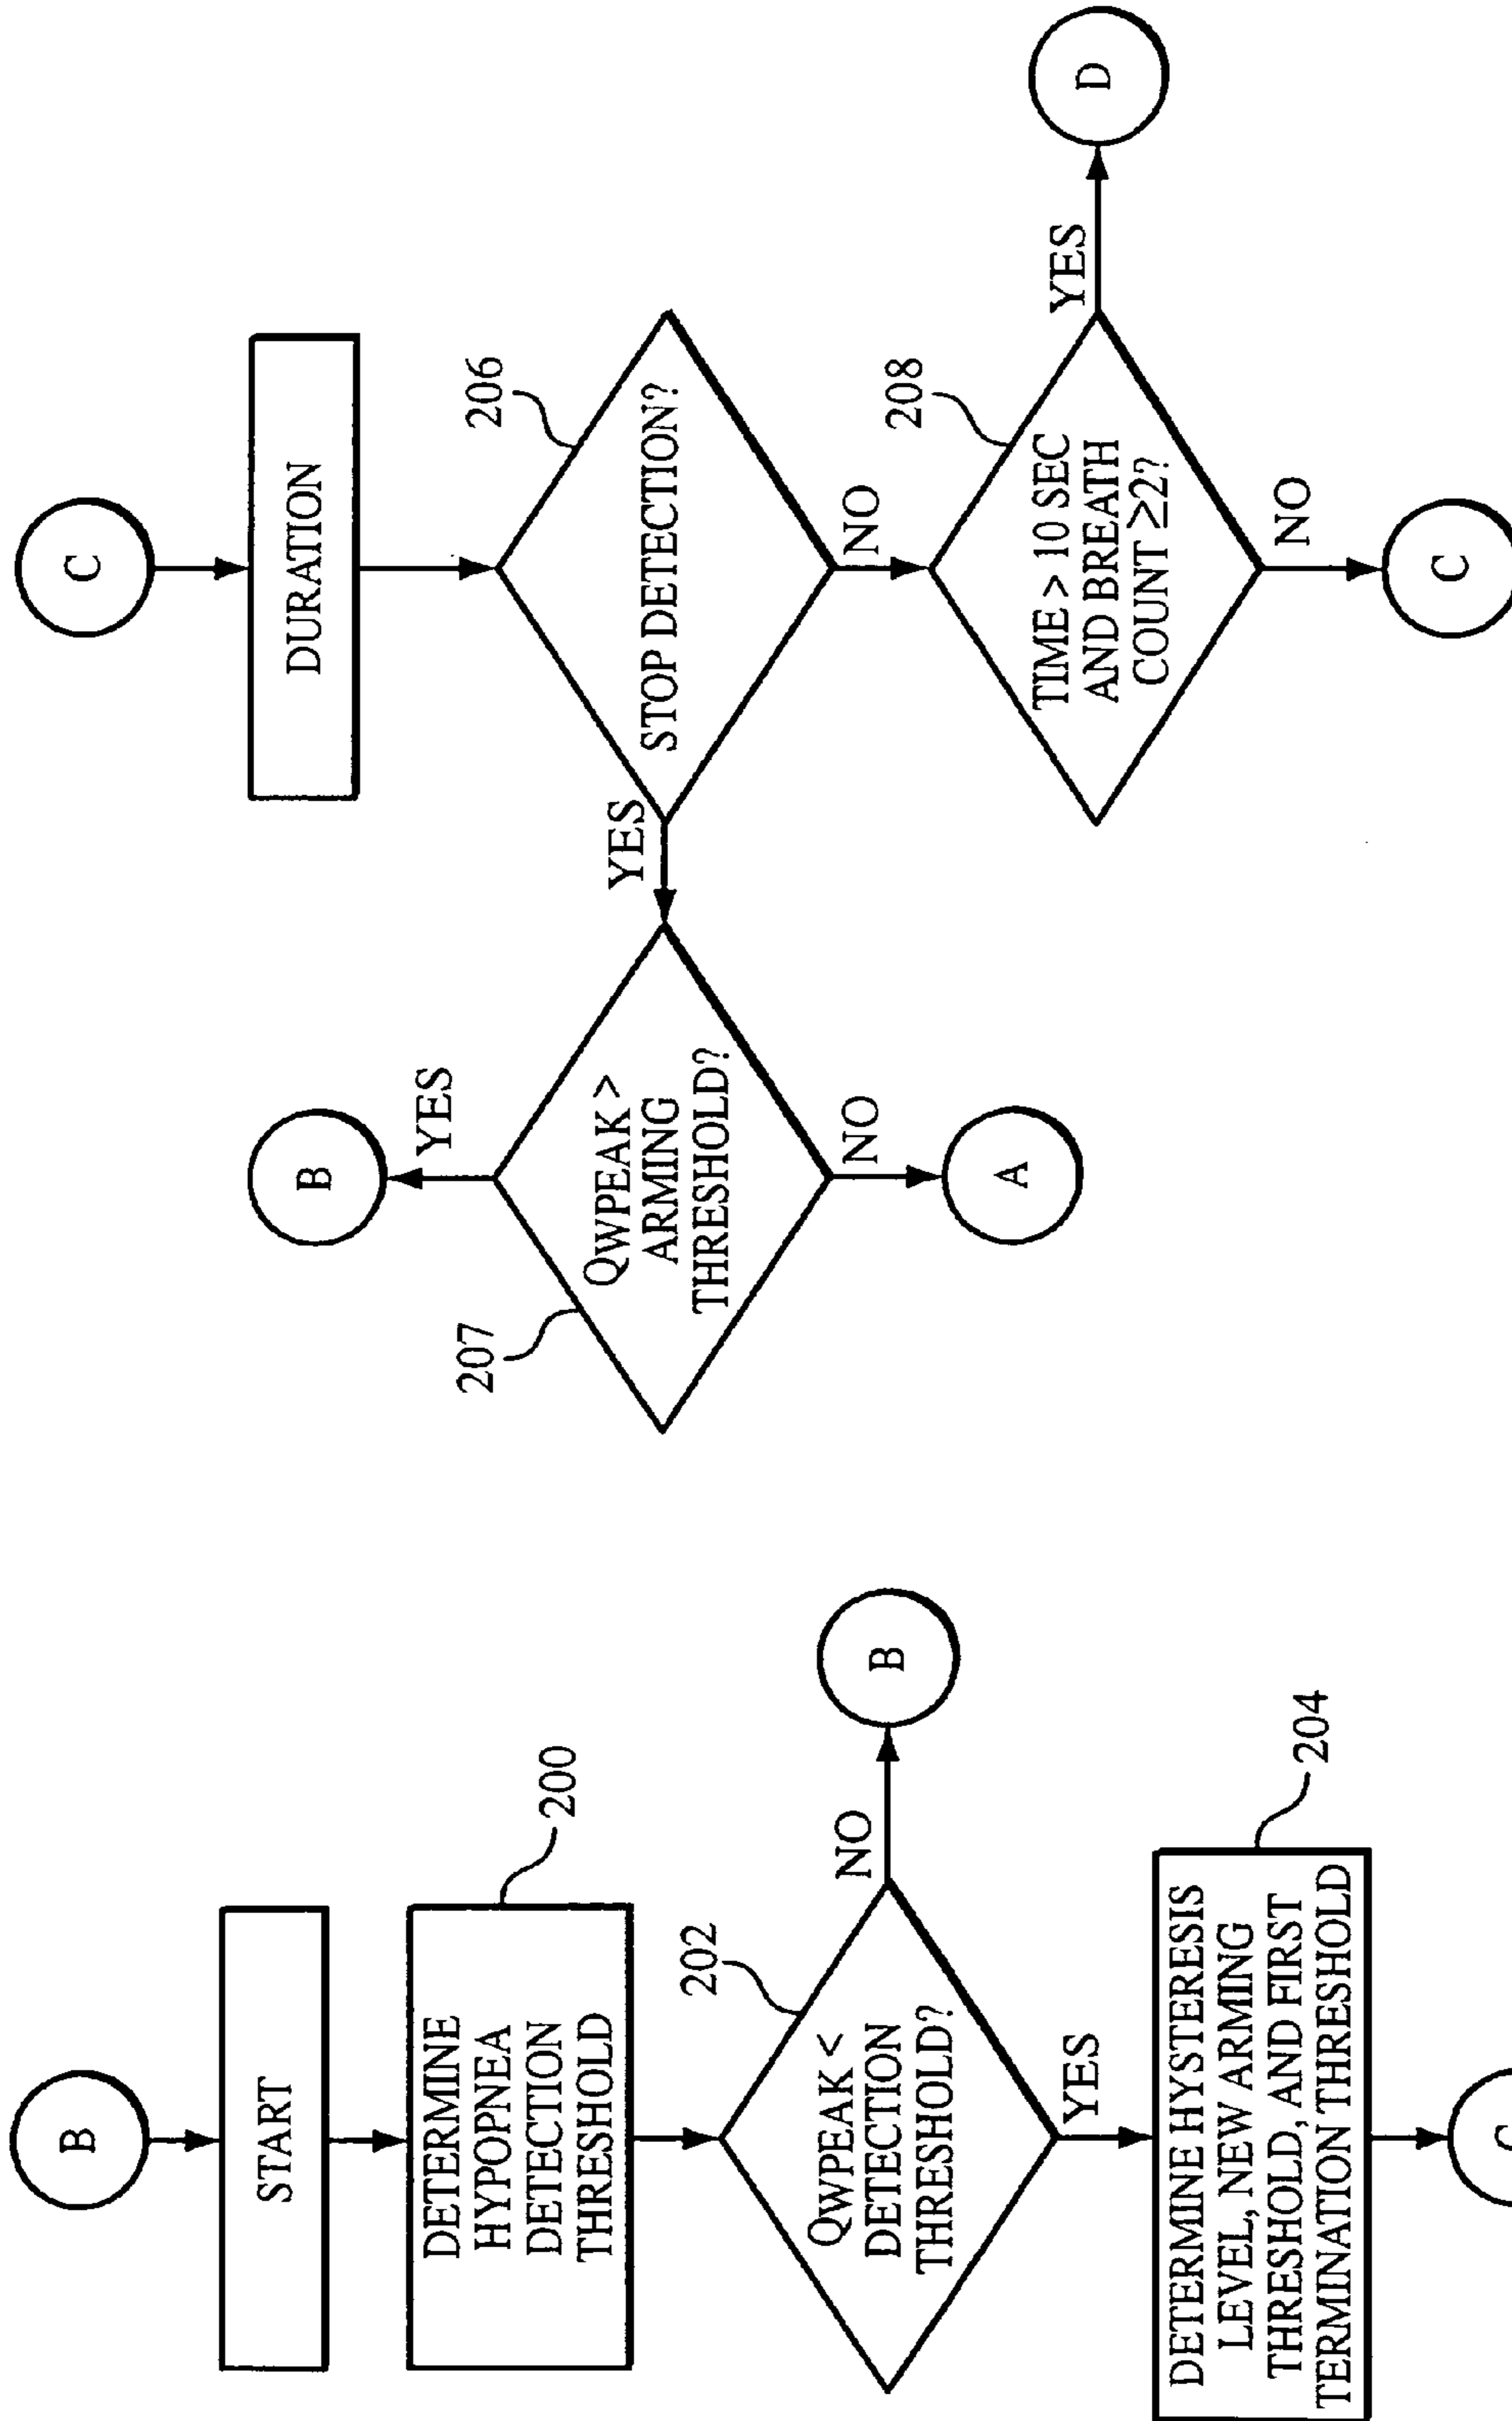 B
START
DETERMINE
HYPOPNEA
DETECTION
THRESHOLD
200
202
QWPEAK <
DETECTION
THRESHOLD?
NO
B
YES
DETERMINE HYSTERESIS
LEVEL, NEW ARMING
THRESHOLD, AND FIRST
TERMINATION THRESHOLD
204
C
C
DURATION
206
STOP DETECTION?
YES
NO
B
YES
207
QWPEAK >
ARMING
THRESHOLD?
NO
A
208
TIME > 10 SEC
AND BREATH
COUNT ≥2?
YES
D
NO
C